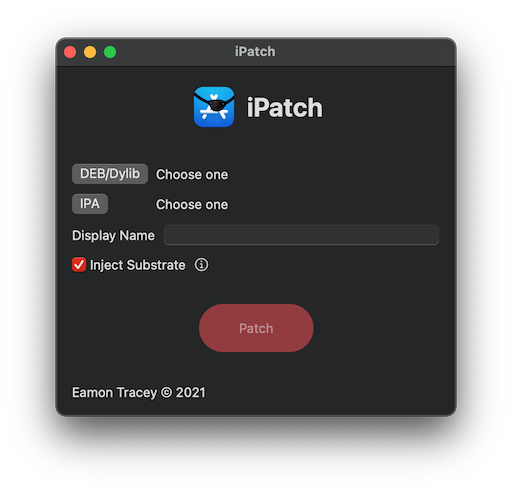 iPatch
iPatch
DEB/Dylib Choose one
IPA Choose one
Display Name
Inject Substrate
Patch
Eamon Tracey © 2021